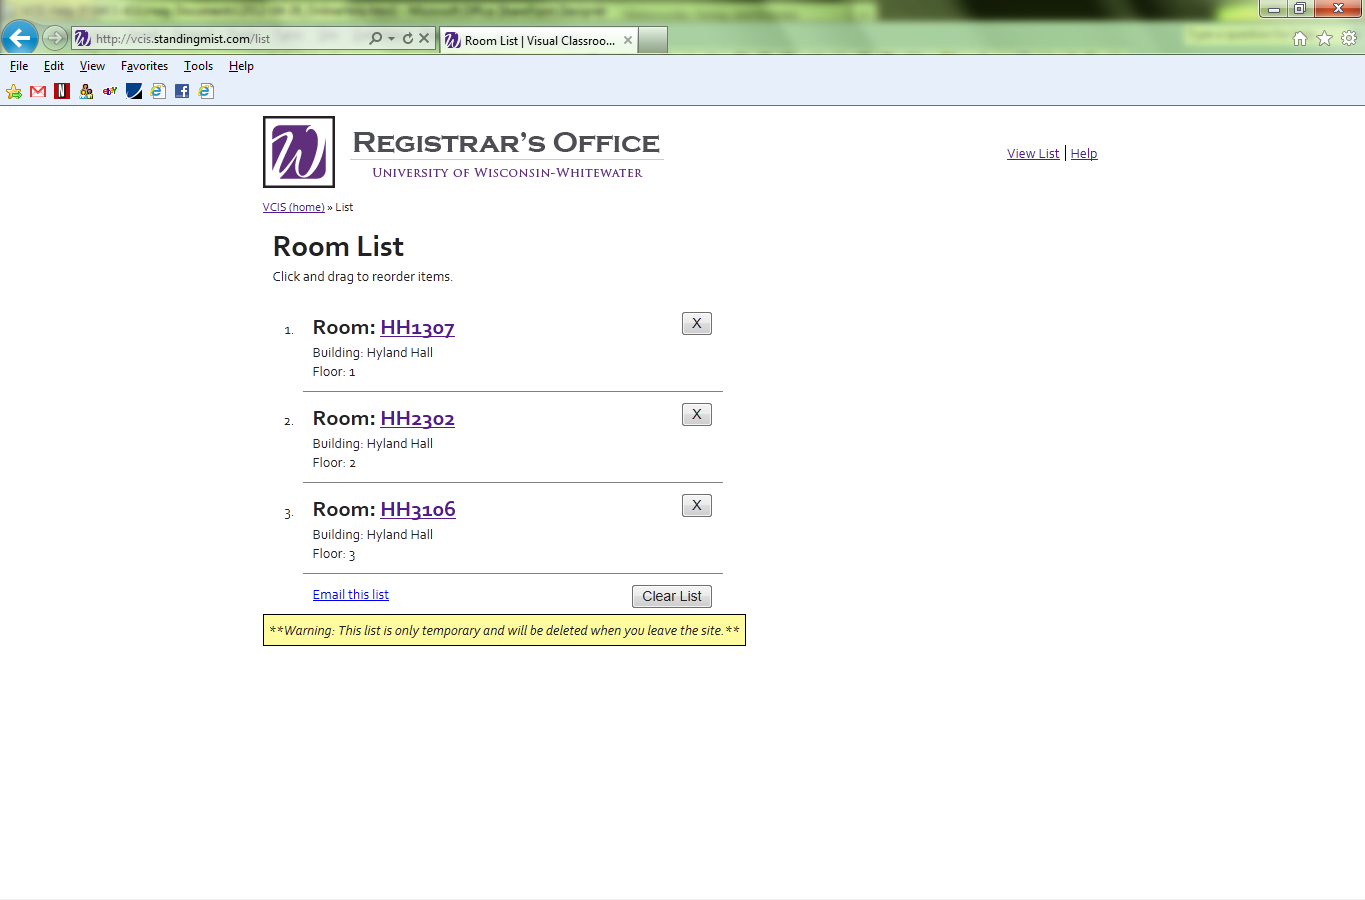 http://vcis.standingmist.com/list
Room List | Visual Classroo...
File Edit View Favorites Tools Help
REGISTRAR'S OFFICE
UNIVERSITY OF WISCONSIN-WHITEWATER
View List | Help
VCIS (home) » List
Room List
Click and drag to reorder items.
1. Room: HH1307 X
Building: Hyland Hall
Floor: 1
2. Room: HH2302 X
Building: Hyland Hall
Floor: 2
3. Room: HH3106 X
Building: Hyland Hall
Floor: 3
Email this list Clear List
**Warning: This list is only temporary and will be deleted when you leave the site.**